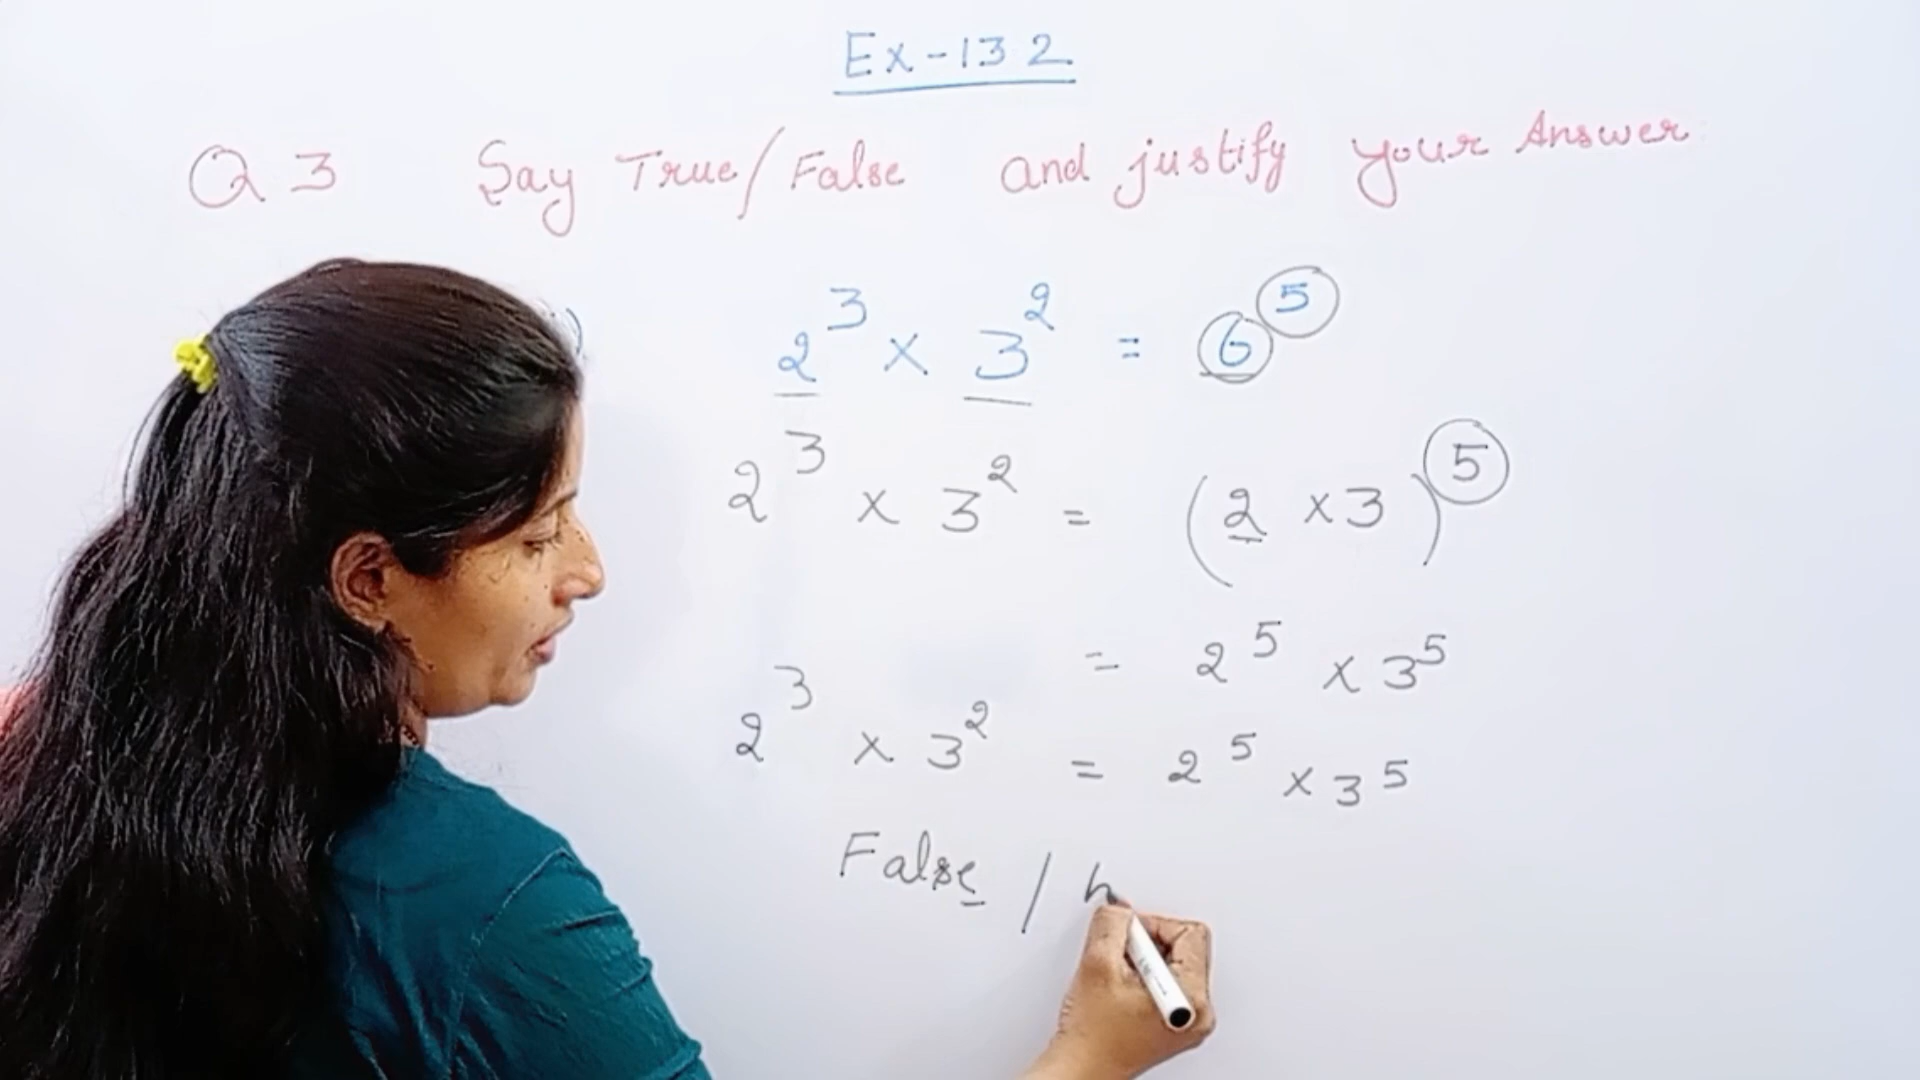 Ex-13 2
Q 3 Say True/False and justify your Answer
) 2³ × 3² = 6⁵
2³ × 3² = (2 × 3)⁵
= 2⁵ × 3⁵
2³ × 3² = 2⁵ × 3⁵
False / h